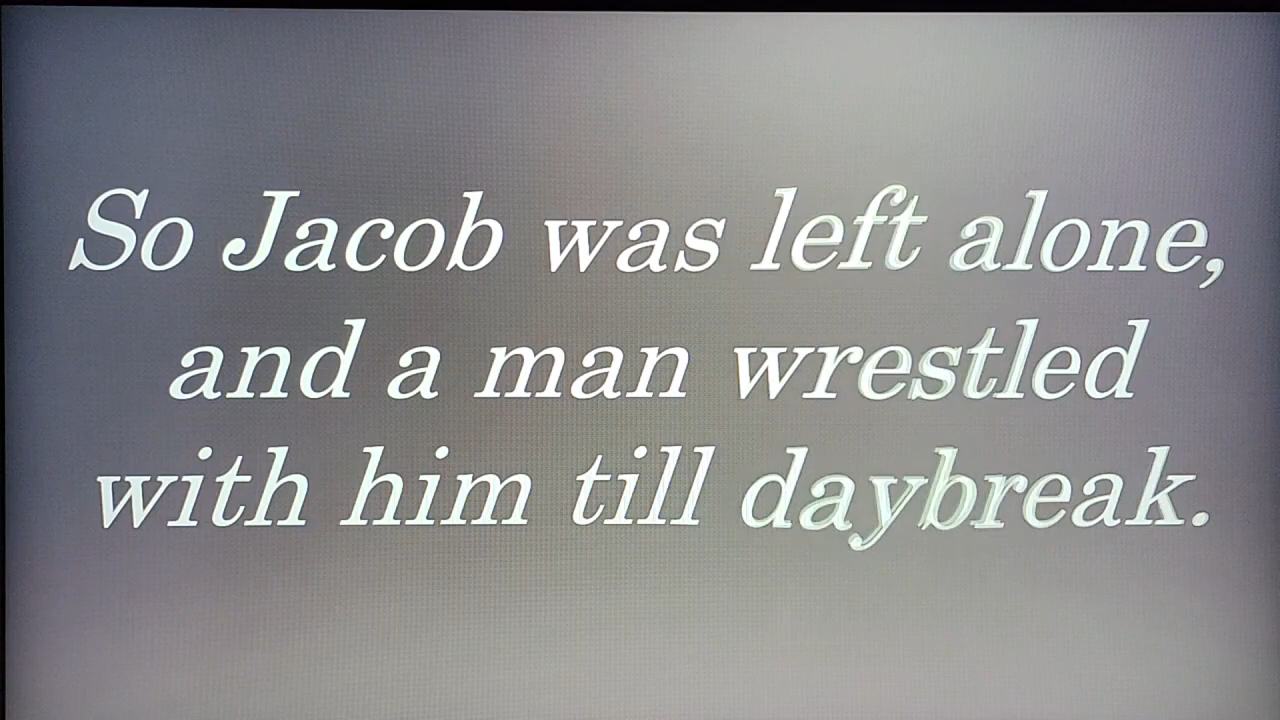 So Jacob was left alone,
and a man wrestled
with him till daybreak.